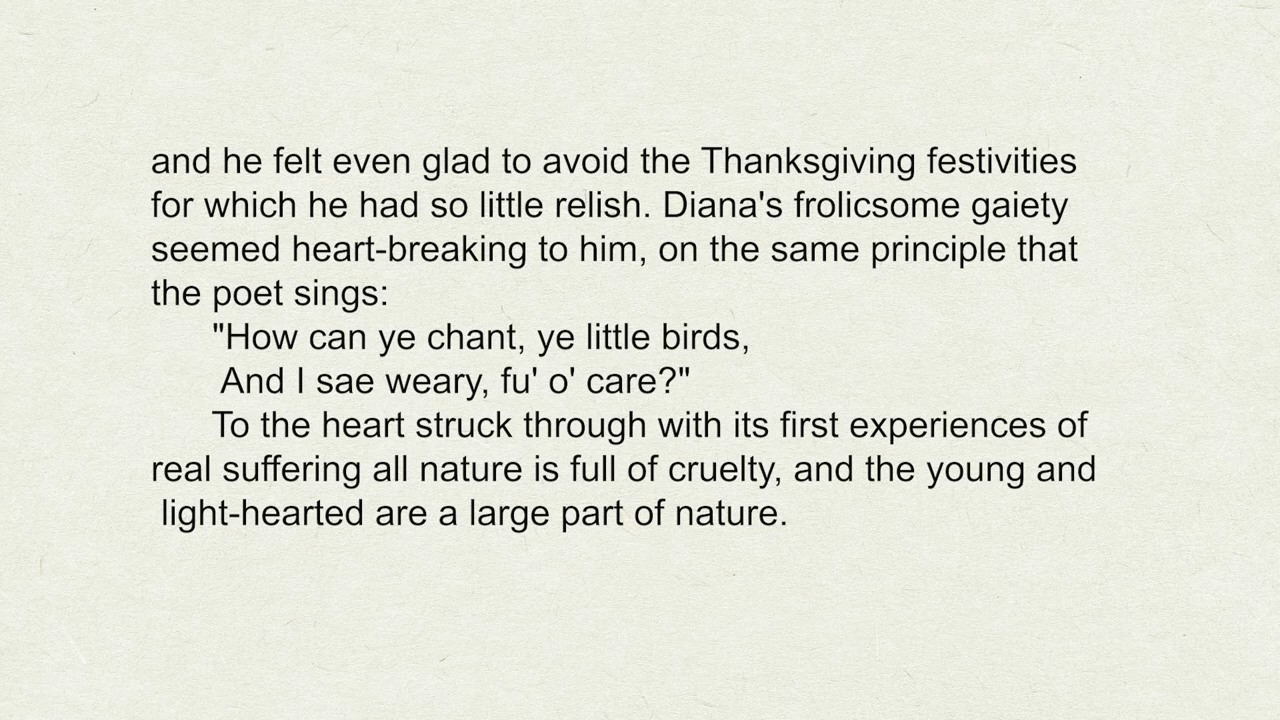 and he felt even glad to avoid the Thanksgiving festivities
for which he had so little relish. Diana's frolicsome gaiety
seemed heart-breaking to him, on the same principle that
the poet sings:
"How can ye chant, ye little birds,
And I sae weary, fu' o' care?"
To the heart struck through with its first experiences of
real suffering all nature is full of cruelty, and the young and
light-hearted are a large part of nature.